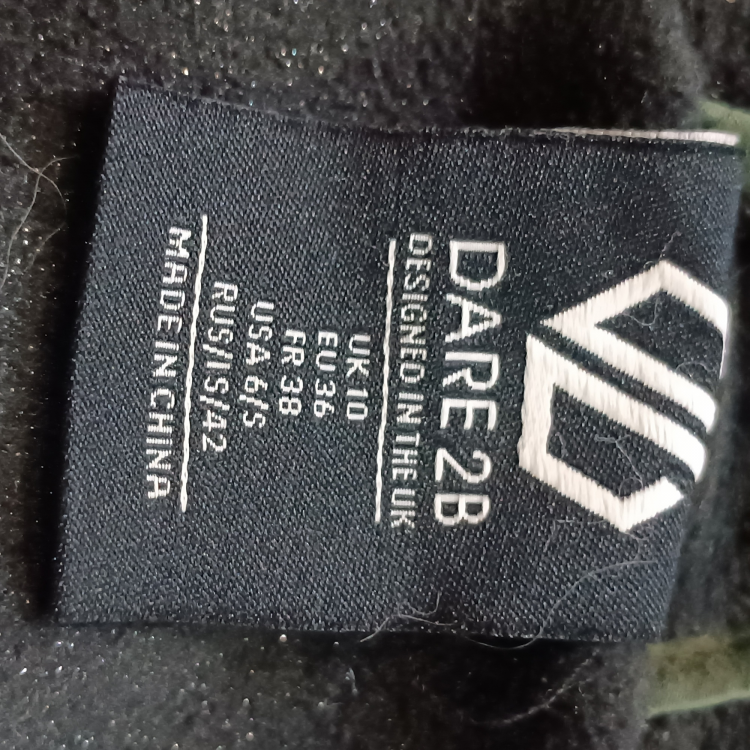 DARE 2B
DESIGNED IN THE UK
UK 10
EU 36
FR 38
USA 6/S
RUS/IS/42
MADE IN CHINA